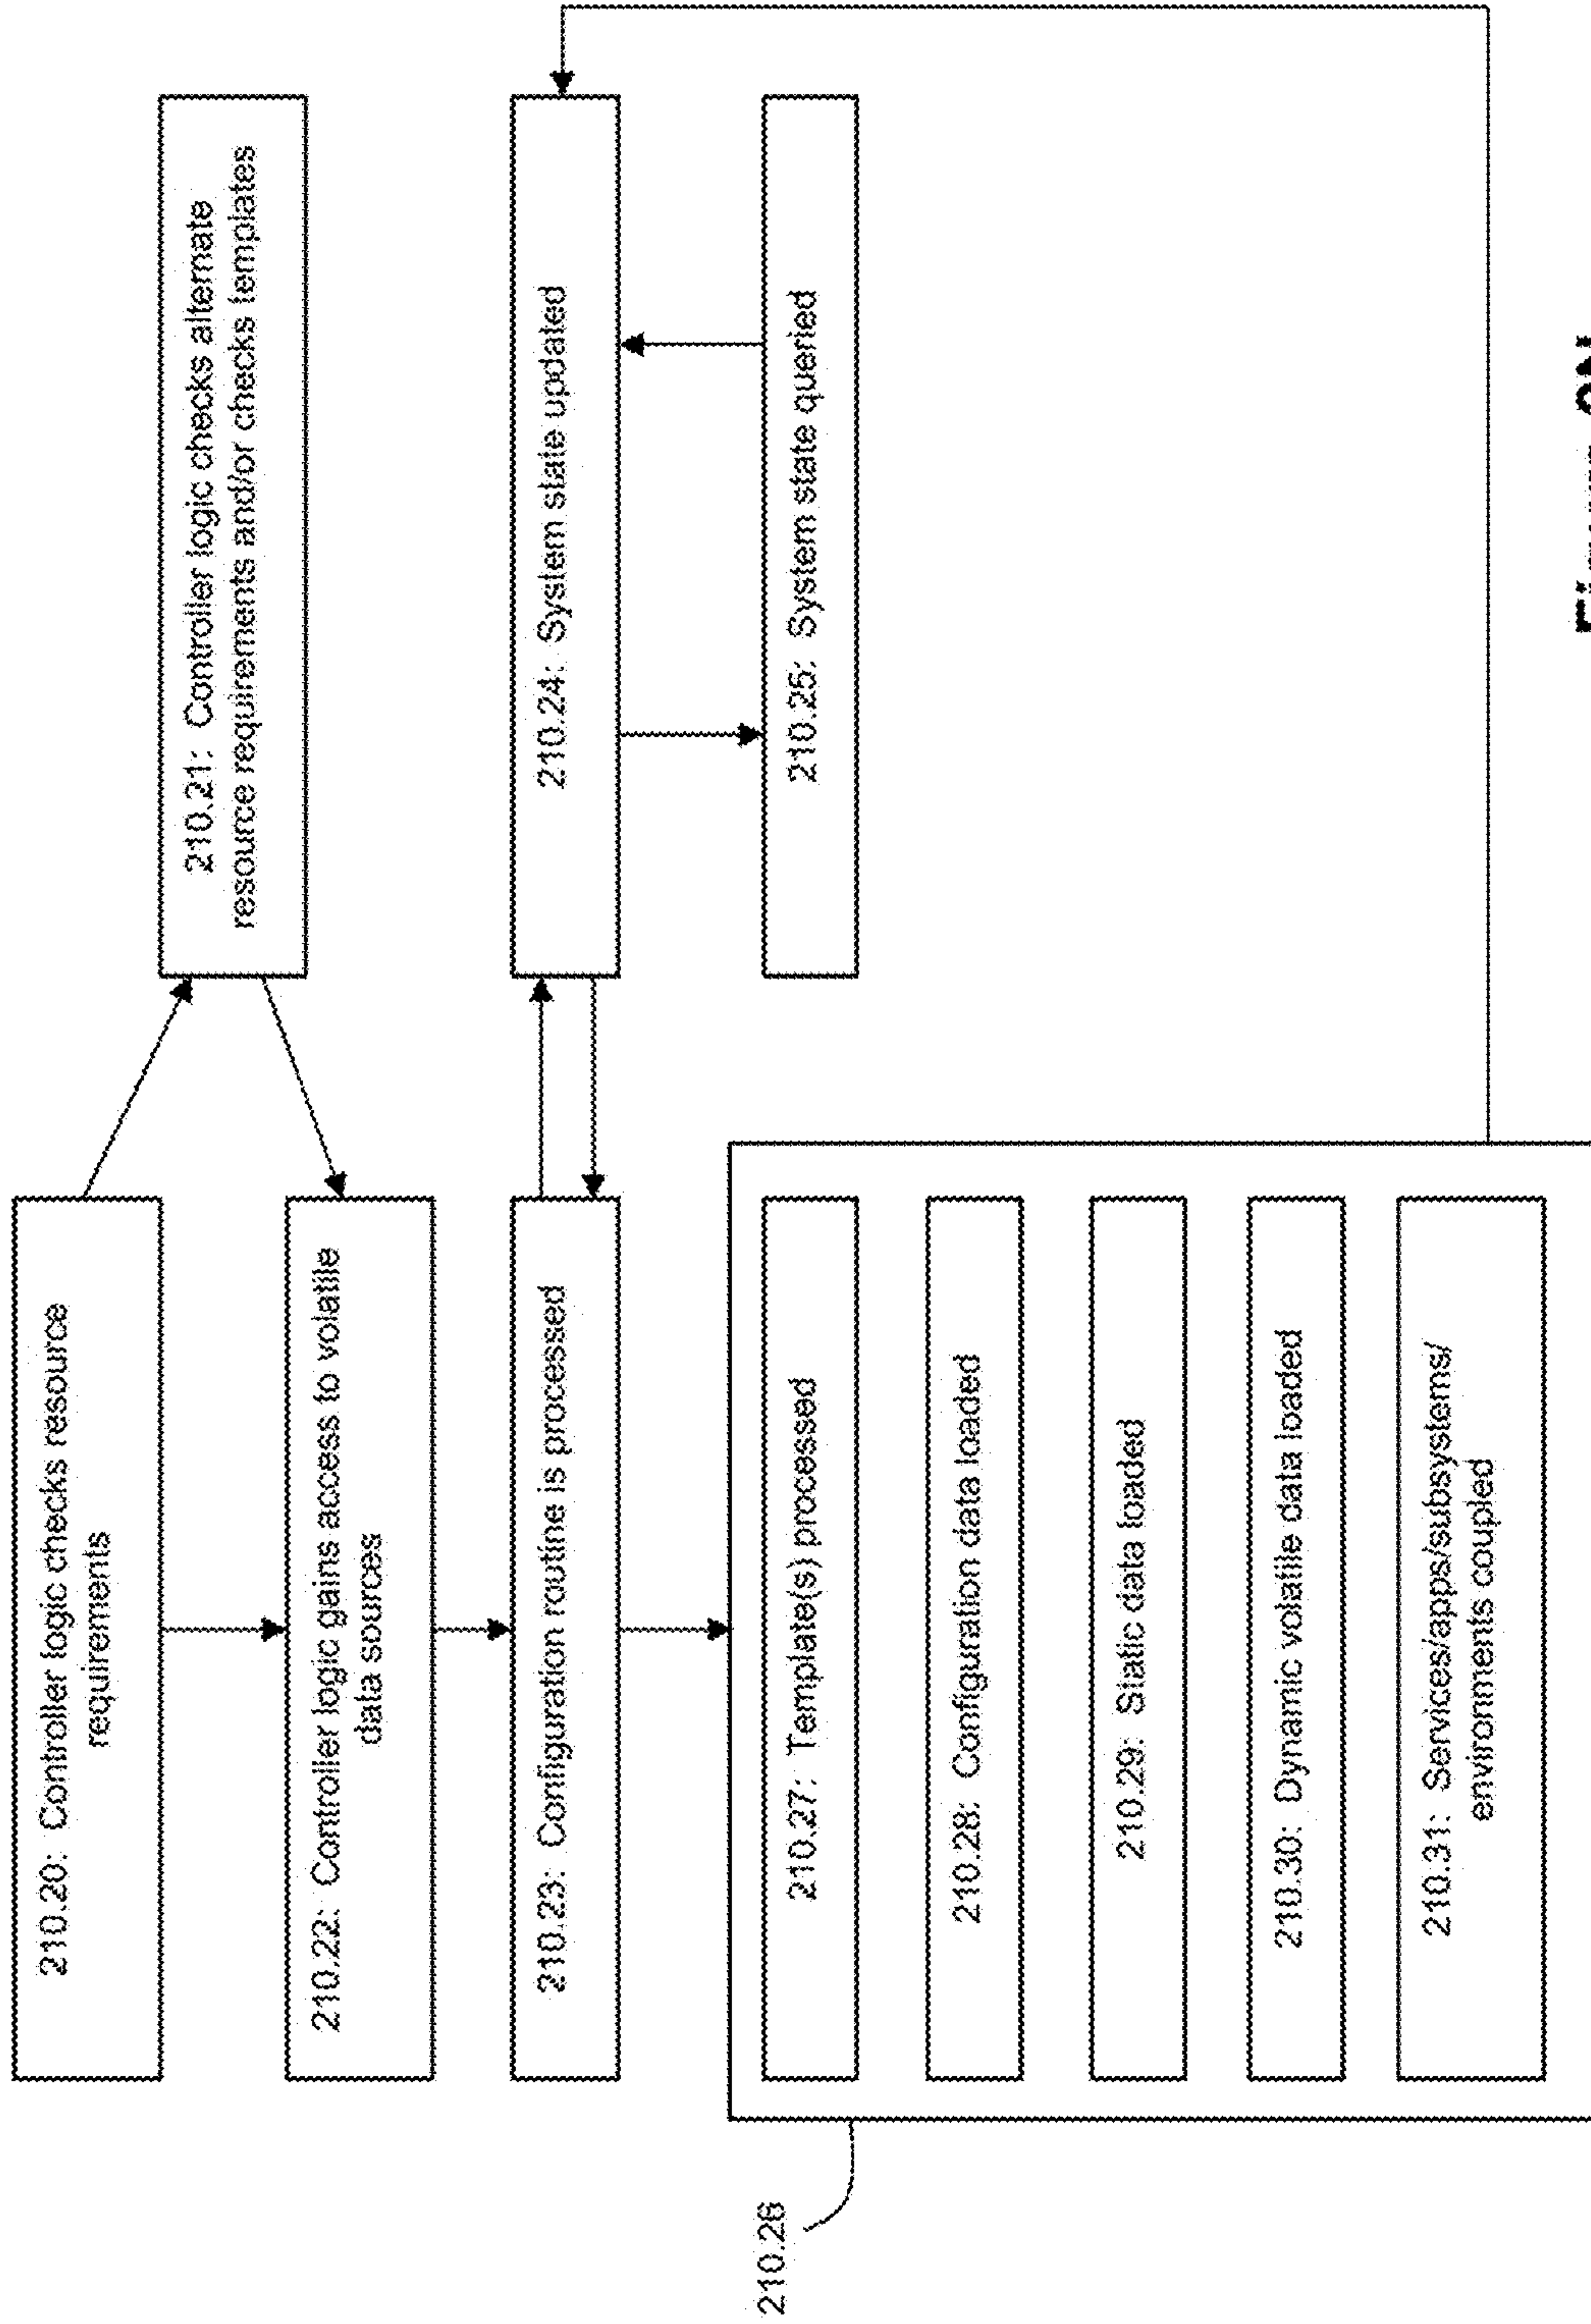 210.20: Controller logic checks resource
requirements
210.21: Controller logic checks alternate
resource requirements and/or checks templates
210.22: Controller logic gains access to volatile
data sources
210.23: Configuration routine is processed
210.24: System state updated
210.25: System state queried
210.26
210.27: Template(s) processed
210.28: Configuration data loaded
210.29: Static data loaded
210.30: Dynamic volatile data loaded
210.31: Services/apps/subsystems/
environments coupled
Figure